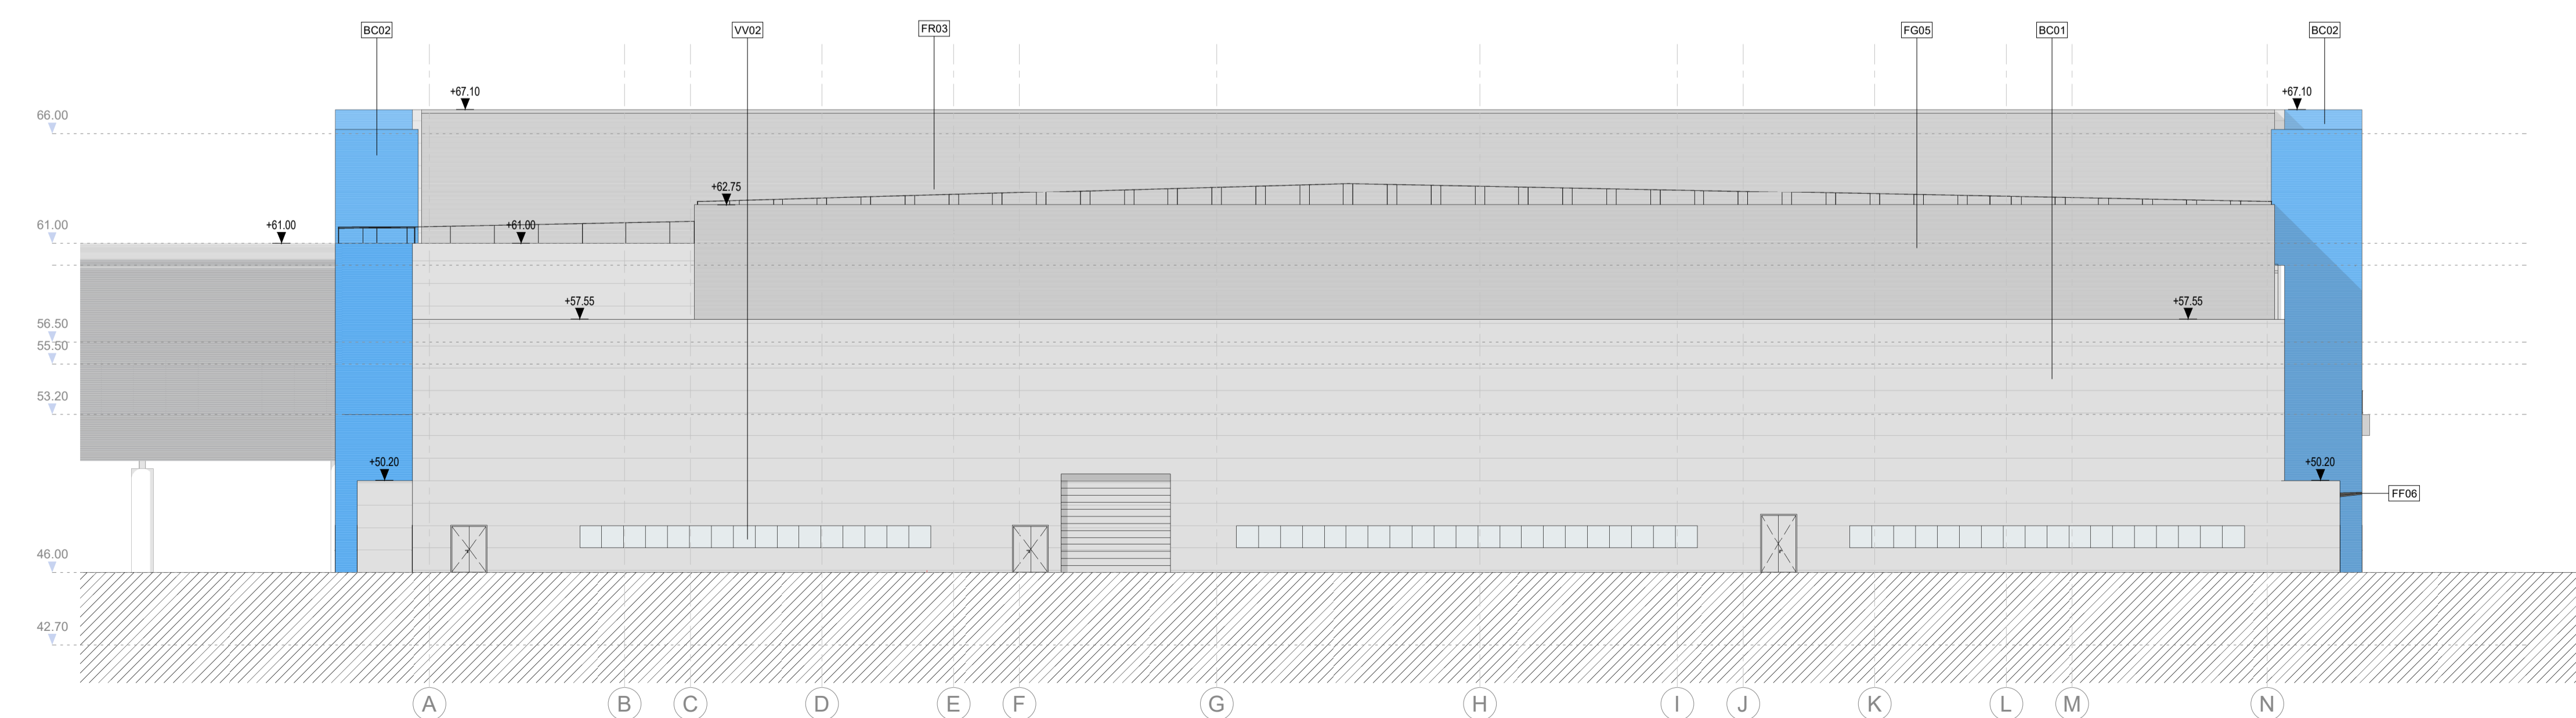 BC02
VV02
FR03
FG05
BC01
BC02
+67.10
+67.10
66.00
+62.75
61.00
+61.00
+61.00
+57.55
+57.55
56.50
55.50
53.20
+50.20
+50.20
FF06
46.00
42.70
A B C D E F G H I J K L M N